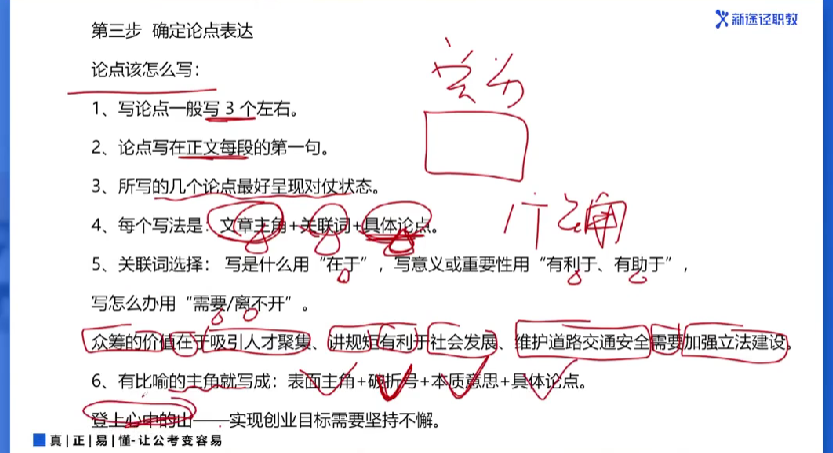 新途径职教
第三步 确定论点表达
论点该怎么写：
1、写论点一般写 3 个左右。
2、论点写在正文每段的第一句。
3、所写的几个论点最好呈现对仗状态。
4、每个写法是：文章主角+关联词+具体论点。
5、关联词选择： 写是什么用“在于”，写意义或重要性用“有利于、有助于”，
写怎么办用“需要/离不开”。
众筹的价值在于吸引人才聚集、讲规矩有利于社会发展、维护道路交通安全需要加强立法建设。
6、有比喻的主角就写成：表面主角+破折号+本质意思+具体论点。
登上心中的山——实现创业目标需要坚持不懈。
真|正|易|懂-让公考变容易